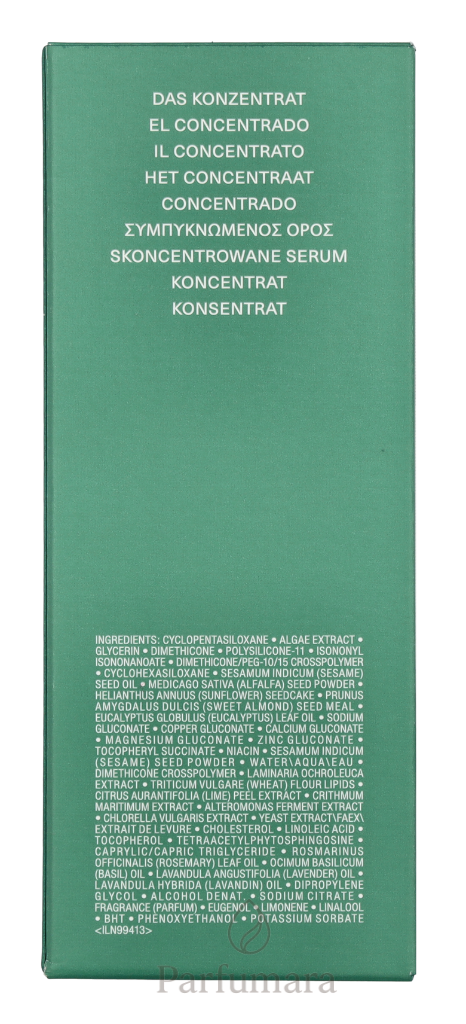 DAS KONZENTRAT
EL CONCENTRADO
IL CONCENTRATO
HET CONCENTRAAT
CONCENTRADO
ΣΥΜΠΥΚΝΩΜΕΝΟΣ ΟΡΟΣ
SKONCENTROWANE SERUM
KONCENTRAT
KONSENTRAT
INGREDIENTS: CYCLOPENTASILOXANE • ALGAE EXTRACT •
GLYCERIN • DIMETHICONE • POLYSILICONE-11 • ISONONYL
ISONONANOATE • DIMETHICONE/PEG-10/15 CROSSPOLYMER
• CYCLOHEXASILOXANE • SESAMUM INDICUM (SESAME)
SEED OIL • MEDICAGO SATIVA (ALFALFA) SEED POWDER •
HELIANTHUS ANNUUS (SUNFLOWER) SEEDCAKE • PRUNUS
AMYGDALUS DULCIS (SWEET ALMOND) SEED MEAL •
EUCALYPTUS GLOBULUS (EUCALYPTUS) LEAF OIL • SODIUM
GLUCONATE • COPPER GLUCONATE • CALCIUM GLUCONATE
• MAGNESIUM GLUCONATE • ZINC GLUCONATE •
TOCOPHERYL SUCCINATE • NIACIN • SESAMUM INDICUM
(SESAME) SEED POWDER • WATER\AQUA\EAU •
DIMETHICONE CROSSPOLYMER • LAMINARIA OCHROLEUCA
EXTRACT • TRITICUM VULGARE (WHEAT) FLOUR LIPIDS •
CITRUS AURANTIFOLIA (LIME) PEEL EXTRACT • CRITHMUM
MARITIMUM EXTRACT • ALTEROMONAS FERMENT EXTRACT
• CHLORELLA VULGARIS EXTRACT • YEAST EXTRACT\FAEX\
EXTRAIT DE LEVURE • CHOLESTEROL • LINOLEIC ACID •
TOCOPHEROL • TETRAACETYLPHYTOSPHINGOSINE •
CAPRYLIC/CAPRIC TRIGLYCERIDE • ROSMARINUS
OFFICINALIS (ROSEMARY) LEAF OIL • OCIMUM BASILICUM
(BASIL) OIL • LAVANDULA ANGUSTIFOLIA (LAVENDER) OIL •
LAVANDULA HYBRIDA (LAVANDIN) OIL • DIPROPYLENE
GLYCOL • ALCOHOL DENAT. • SODIUM CITRATE •
FRAGRANCE (PARFUM) • EUGENOL • LIMONENE • LINALOOL
• BHT • PHENOXYETHANOL • POTASSIUM SORBATE
<ILN99413>
Parfumara